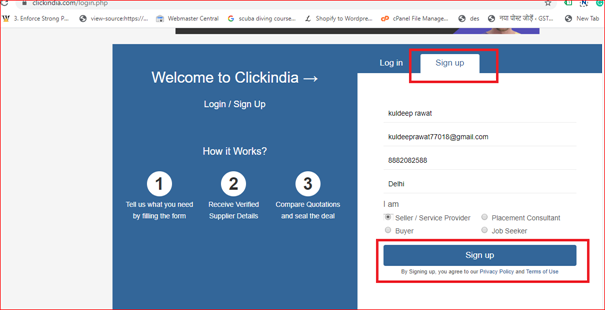 clickindia.com/login.php
3. Enforce Strong P...
view-source:https://...
Webmaster Central
scuba diving course...
Shopify to Wordpre...
cPanel File Manage...
des
नया पोस्ट जोड़ें ‹ GST...
New Tab
Log in
Sign up
Welcome to Clickindia →
Login / Sign Up
How it Works?
1 2 3
Tell us what you need by filling the form
Receive Verified Supplier Details
Compare Quotations and seal the deal
kuldeep rawat
kuldeeprawat77018@gmail.com
8882082588
Delhi
I am
Seller / Service Provider Placement Consultant
Buyer Job Seeker
Sign up
By Signing up, you agree to our Privacy Policy and Terms of Use